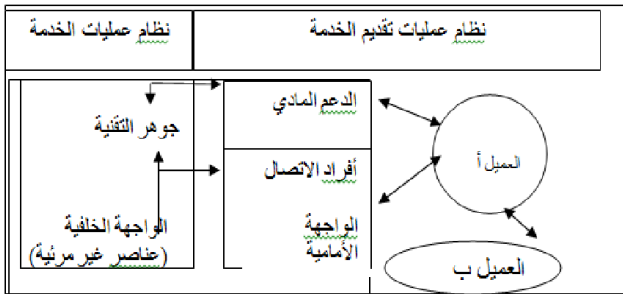 نظام عمليات تقديم الخدمة
نظام عمليات الخدمة
الدعم المادي
جوهر التقنية
العميل أ
أفراد الاتصال
الواجهة
الأمامية
الواجهة الخلفية
(عناصر غير مرئية)
العميل ب